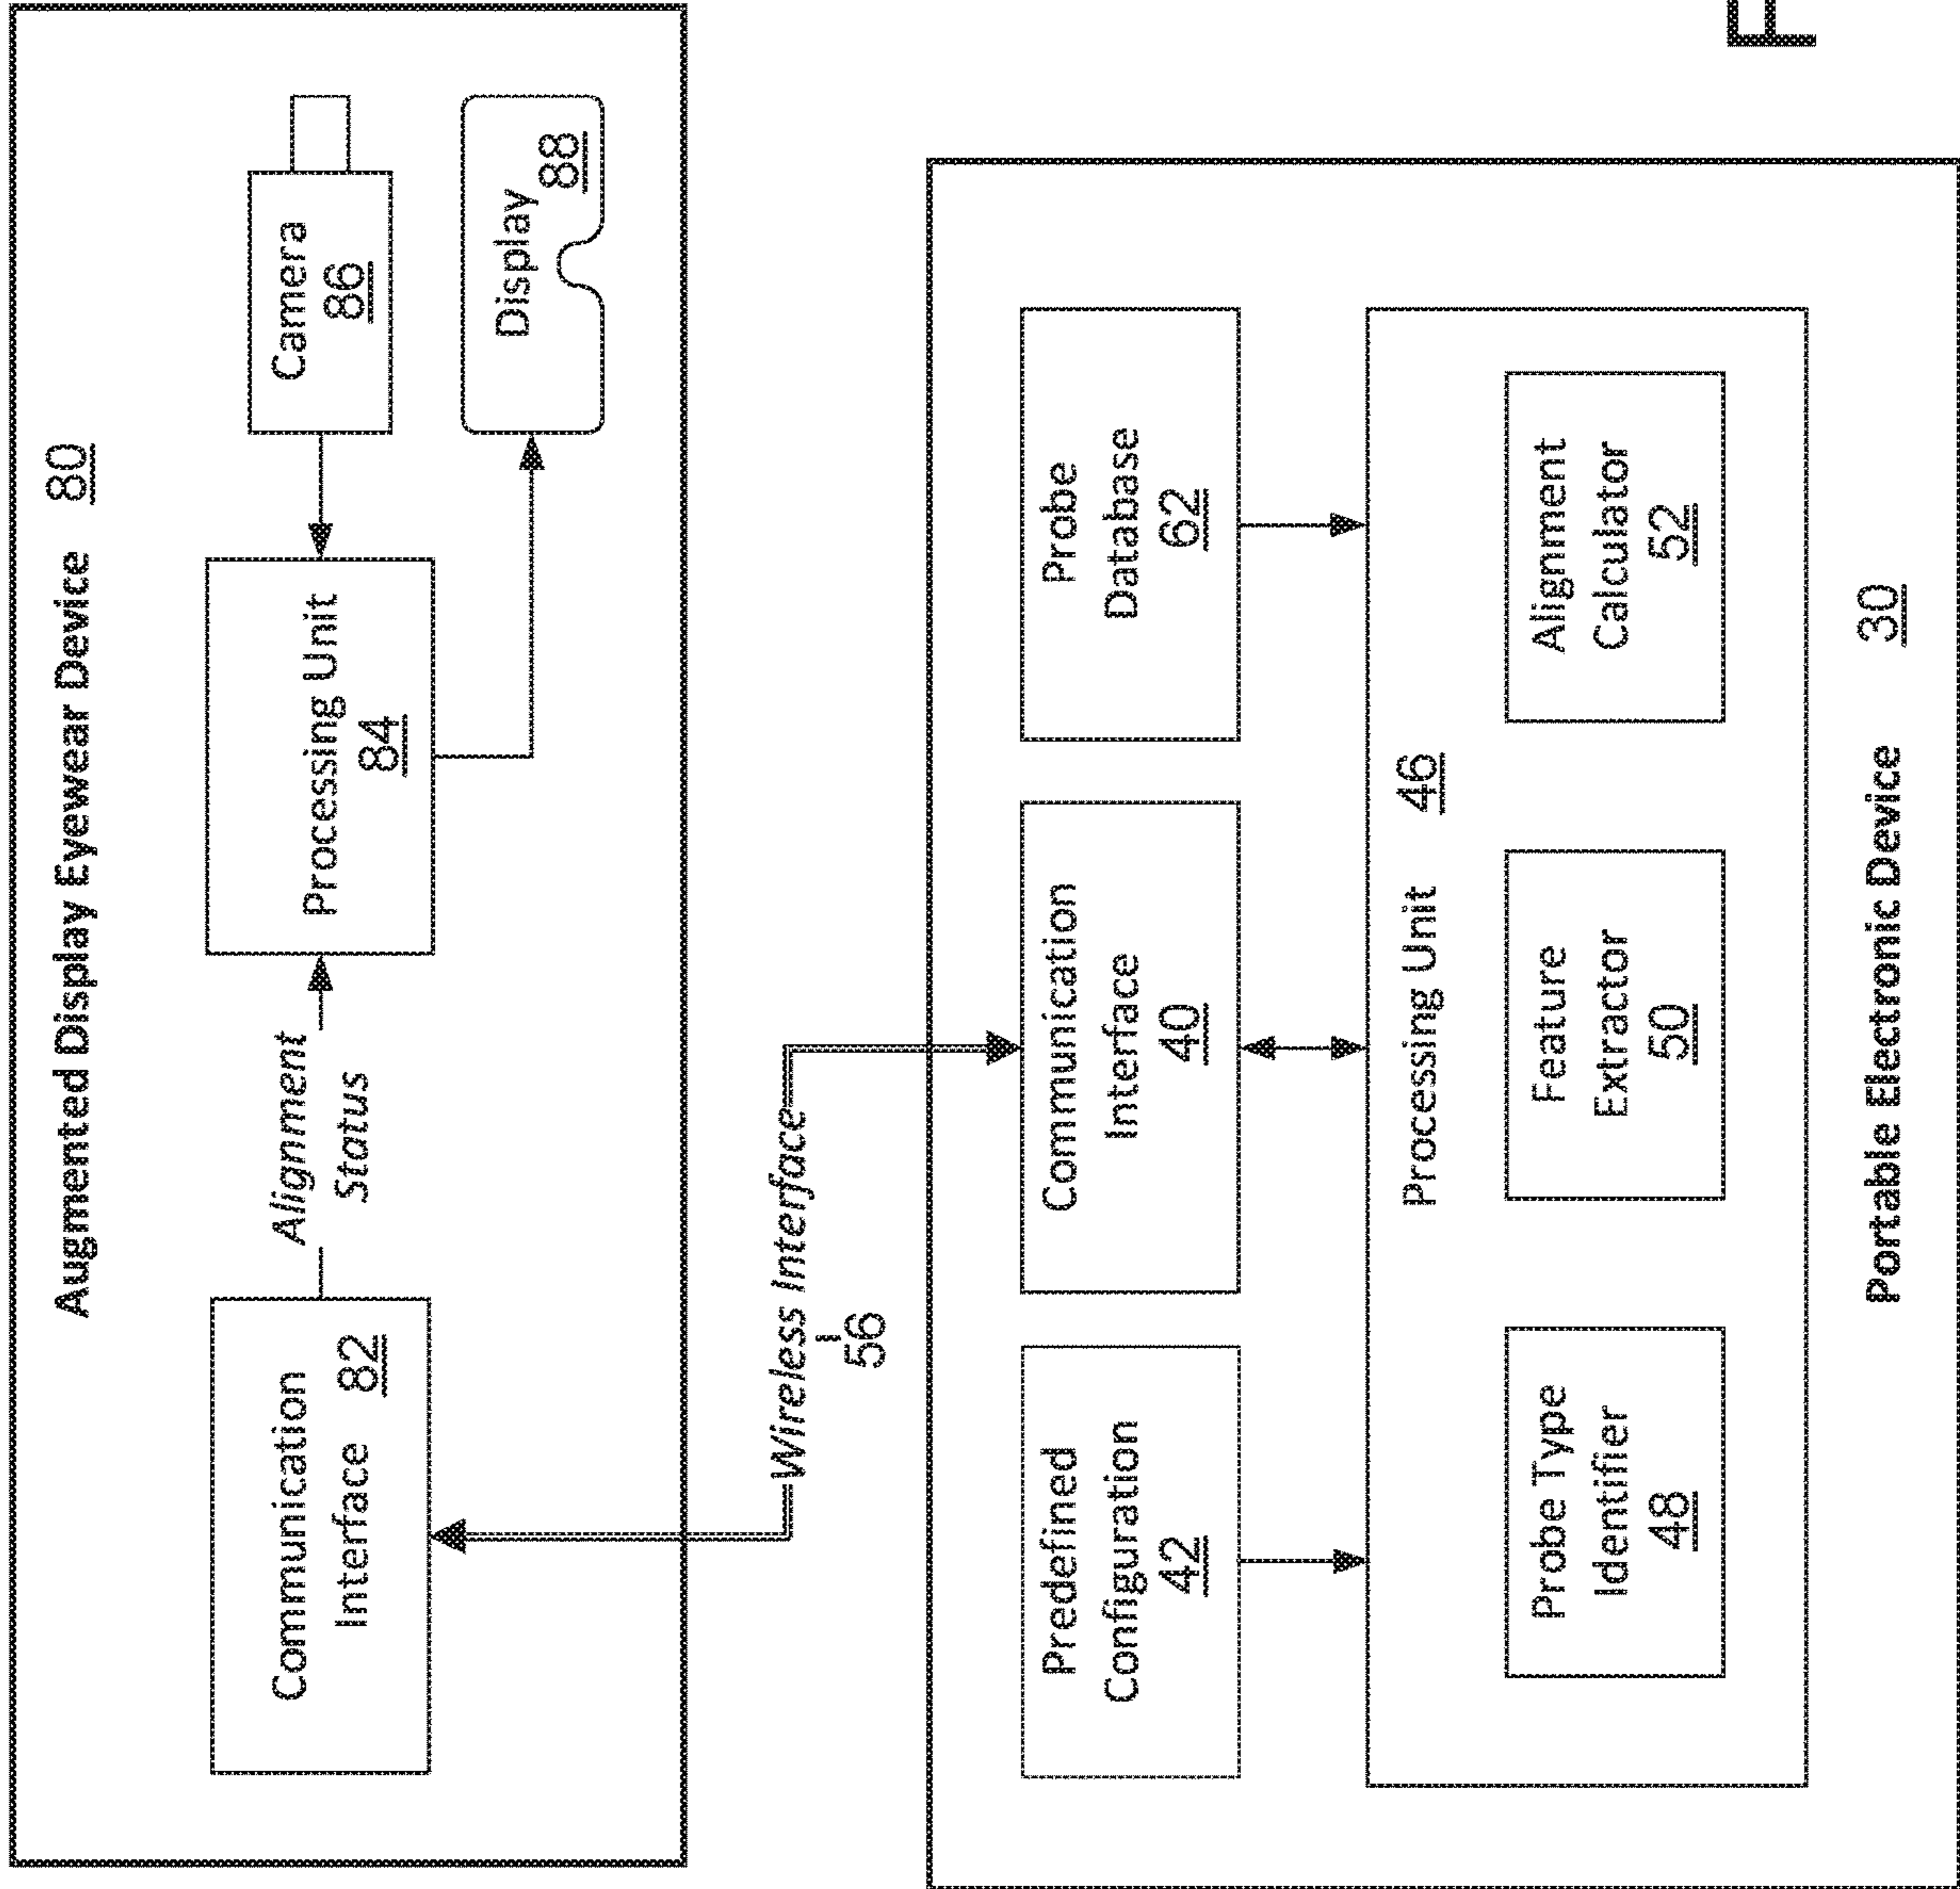 Augmented Display Eyewear Device 80
Communication
Interface 82
Alignment
Status
Processing Unit
84
Camera
86
Display
88
Wireless Interface
56
Predefined
Configuration
42
Communication
Interface
40
Probe
Database
62
Processing Unit 46
Probe Type
Identifier
48
Feature
Extractor
50
Alignment
Calculator
52
Portable Electronic Device 30
F